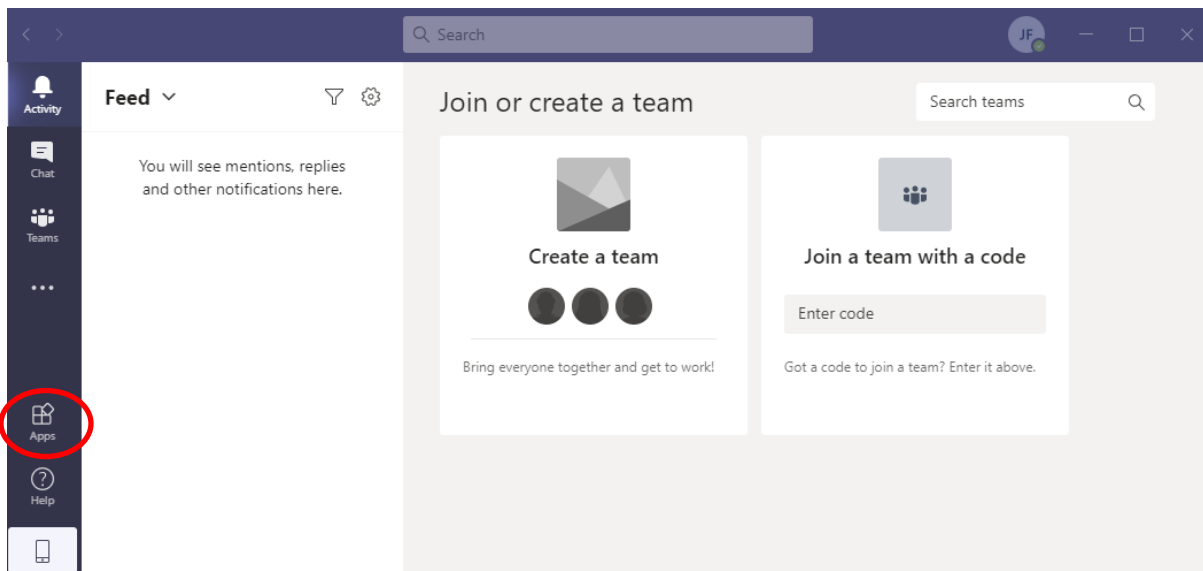 Search
JF
Activity
Chat
Teams
Apps
Help
Feed
You will see mentions, replies
and other notifications here.
Join or create a team
Search teams
Create a team
Bring everyone together and get to work!
Join a team with a code
Enter code
Got a code to join a team? Enter it above.